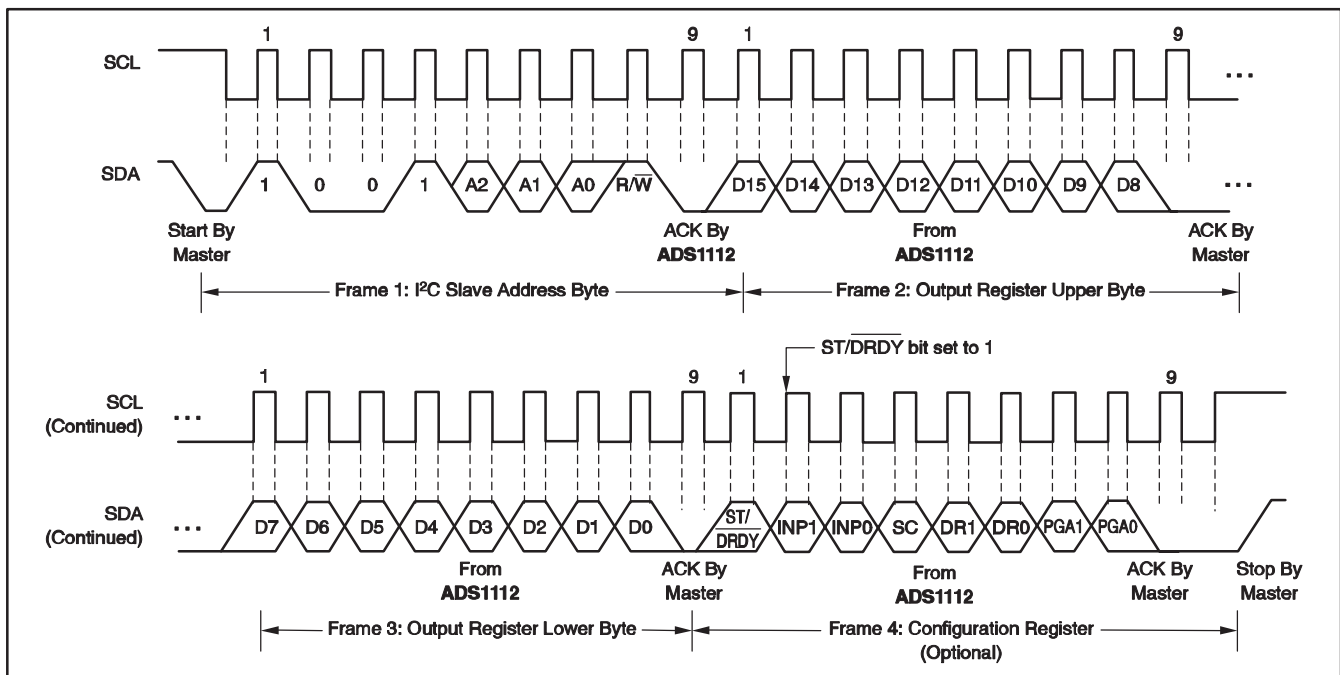 1 9 1 9
SCL ...
SDA 1 0 0 1 A2 A1 A0 R/W̅ D15 D14 D13 D12 D11 D10 D9 D8 ...
Start By
Master
ACK By
ADS1112
From
ADS1112
ACK By
Master
Frame 1: I²C Slave Address Byte
Frame 2: Output Register Upper Byte
ST/D̅R̅D̅Y̅ bit set to 1
1 9 1 9
SCL
(Continued)
...
SDA
(Continued)
... D7 D6 D5 D4 D3 D2 D1 D0 ST/
D̅R̅D̅Y̅ INP1 INP0 SC DR1 DR0 PGA1 PGA0
From
ADS1112
ACK By
Master
From
ADS1112
ACK By
Master
Stop By
Master
Frame 3: Output Register Lower Byte
Frame 4: Configuration Register
(Optional)